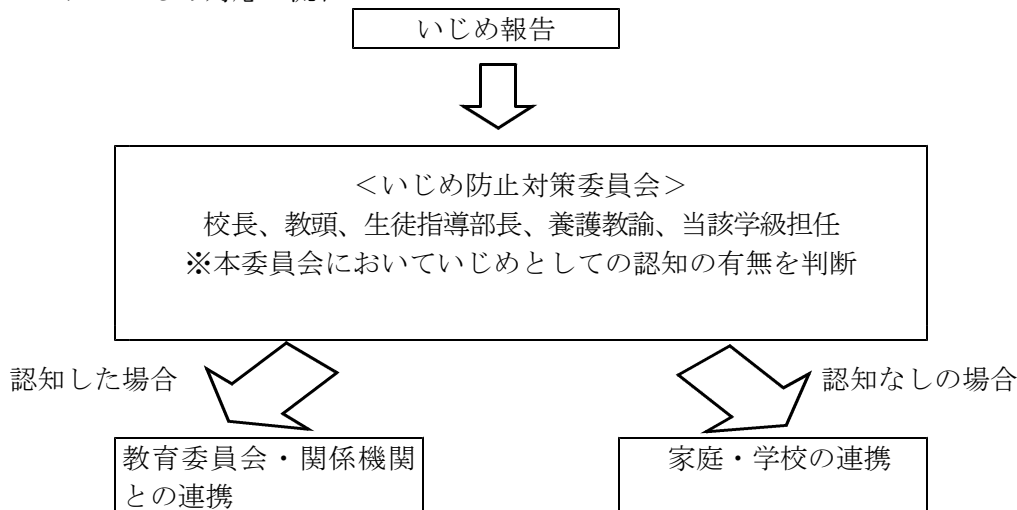 いじめ報告
＜いじめ防止対策委員会＞
校長、教頭、生徒指導部長、養護教諭、当該学級担任
※本委員会においていじめとしての認知の有無を判断
認知した場合
認知なしの場合
教育委員会・関係機関
との連携
家庭・学校の連携